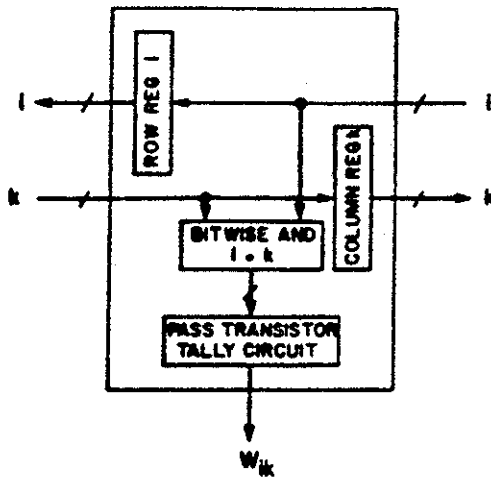 ROW REG i
i
i
k
COLUMN REG k
k
BITWISE AND
i • k
PASS TRANSISTOR
TALLY CIRCUIT
Wik